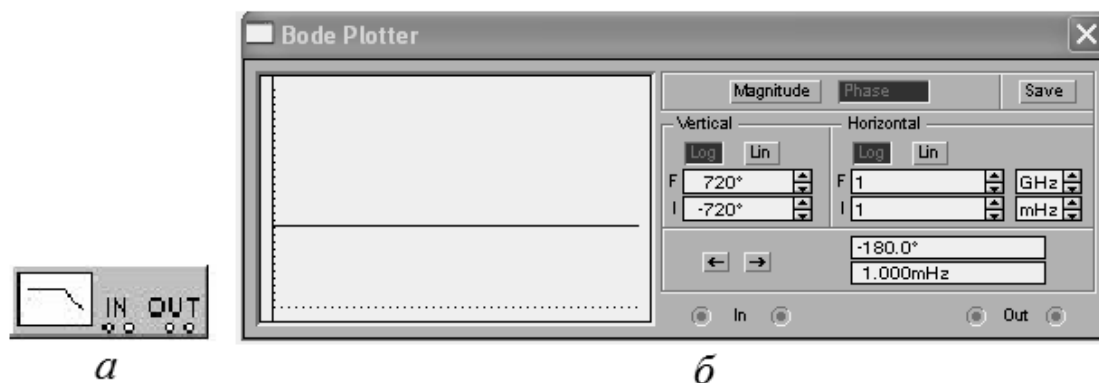 Bode Plotter
Magnitude Phase Save
Vertical Horizontal
Log Lin Log Lin
F 720° F 1 GHz
I -720° I 1 mHz
-180.0°
1.000mHz
IN OUT
In Out
а б